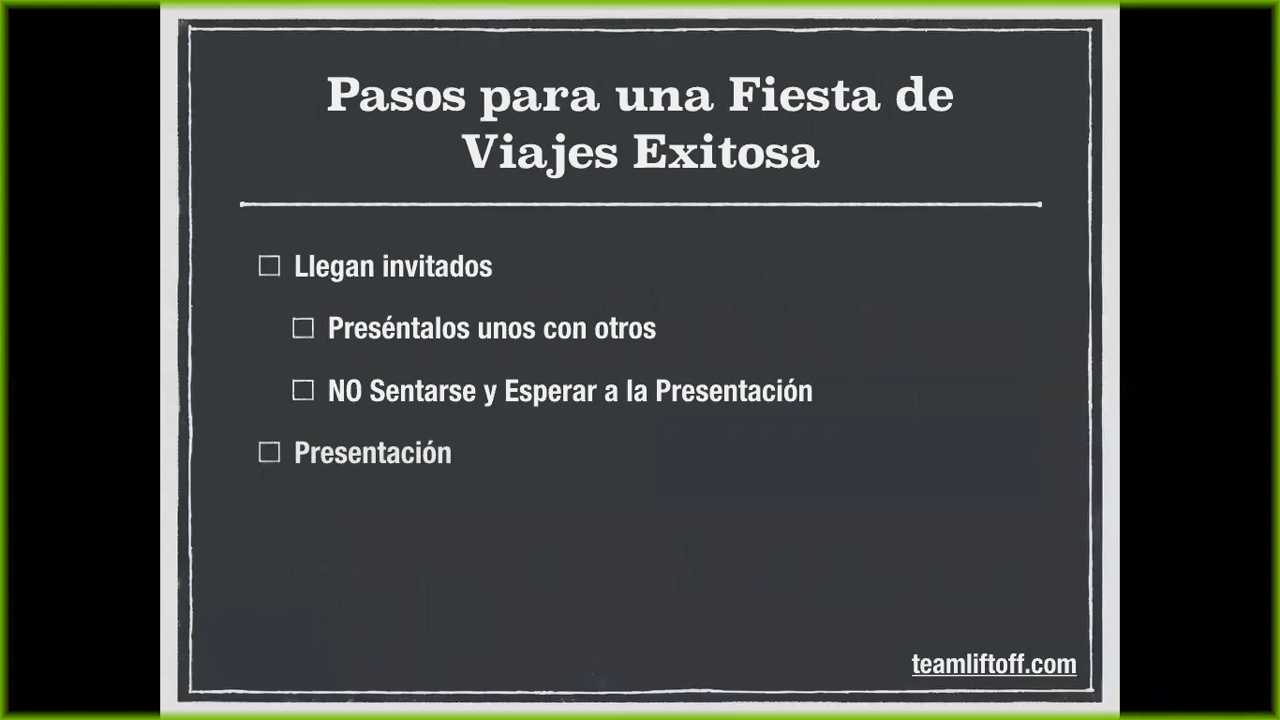 Pasos para una Fiesta de
Viajes Exitosa
Llegan invitados
Preséntalos unos con otros
NO Sentarse y Esperar a la Presentación
Presentación
teamliftoff.com